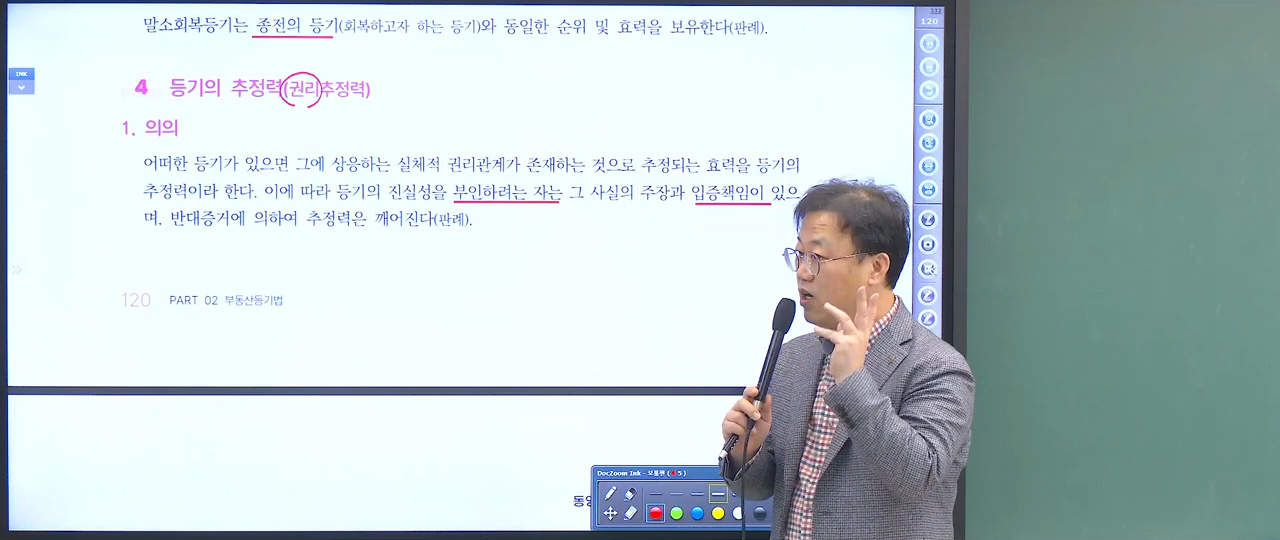 말소회복등기는 종전의 등기(회복하고자 하는 등기)와 동일한 순위 및 효력을 보유한다(판례).
120
INK
4 등기의 추정력(권리추정력)
1. 의의
어떠한 등기가 있으면 그에 상응하는 실체적 권리관계가 존재하는 것으로 추정되는 효력을 등기의
추정력이라 한다. 이에 따라 등기의 진실성을 부인하려는 자는 그 사실의 주장과 입증책임이 있으
며, 반대증거에 의하여 추정력은 깨어진다(판례).
120 PART 02 부동산등기법
DocZoom Ink - 보통펜 (★5)
동일